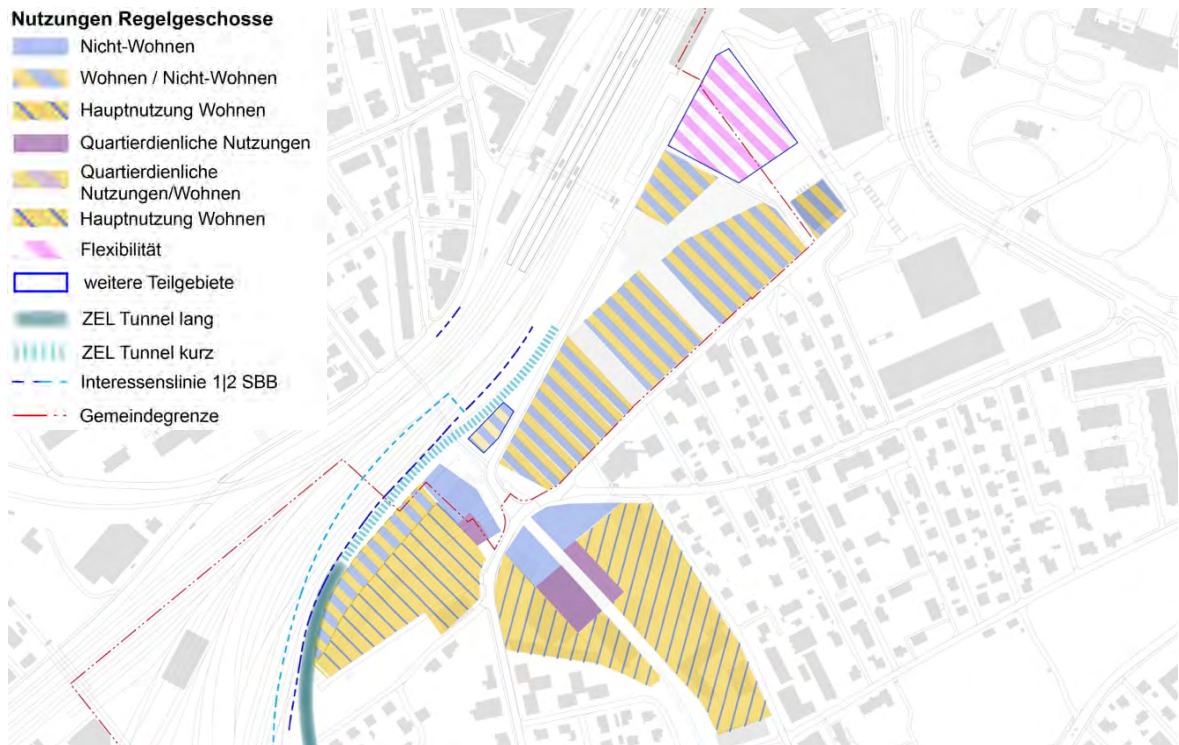 Nutzungen Regelgeschosse
Nicht-Wohnen
Wohnen / Nicht-Wohnen
Hauptnutzung Wohnen
Quartierdienliche Nutzungen
Quartierdienliche
Nutzungen/Wohnen
Hauptnutzung Wohnen
Flexibilität
weitere Teilgebiete
ZEL Tunnel lang
ZEL Tunnel kurz
Interessenslinie 1|2 SBB
Gemeindegrenze